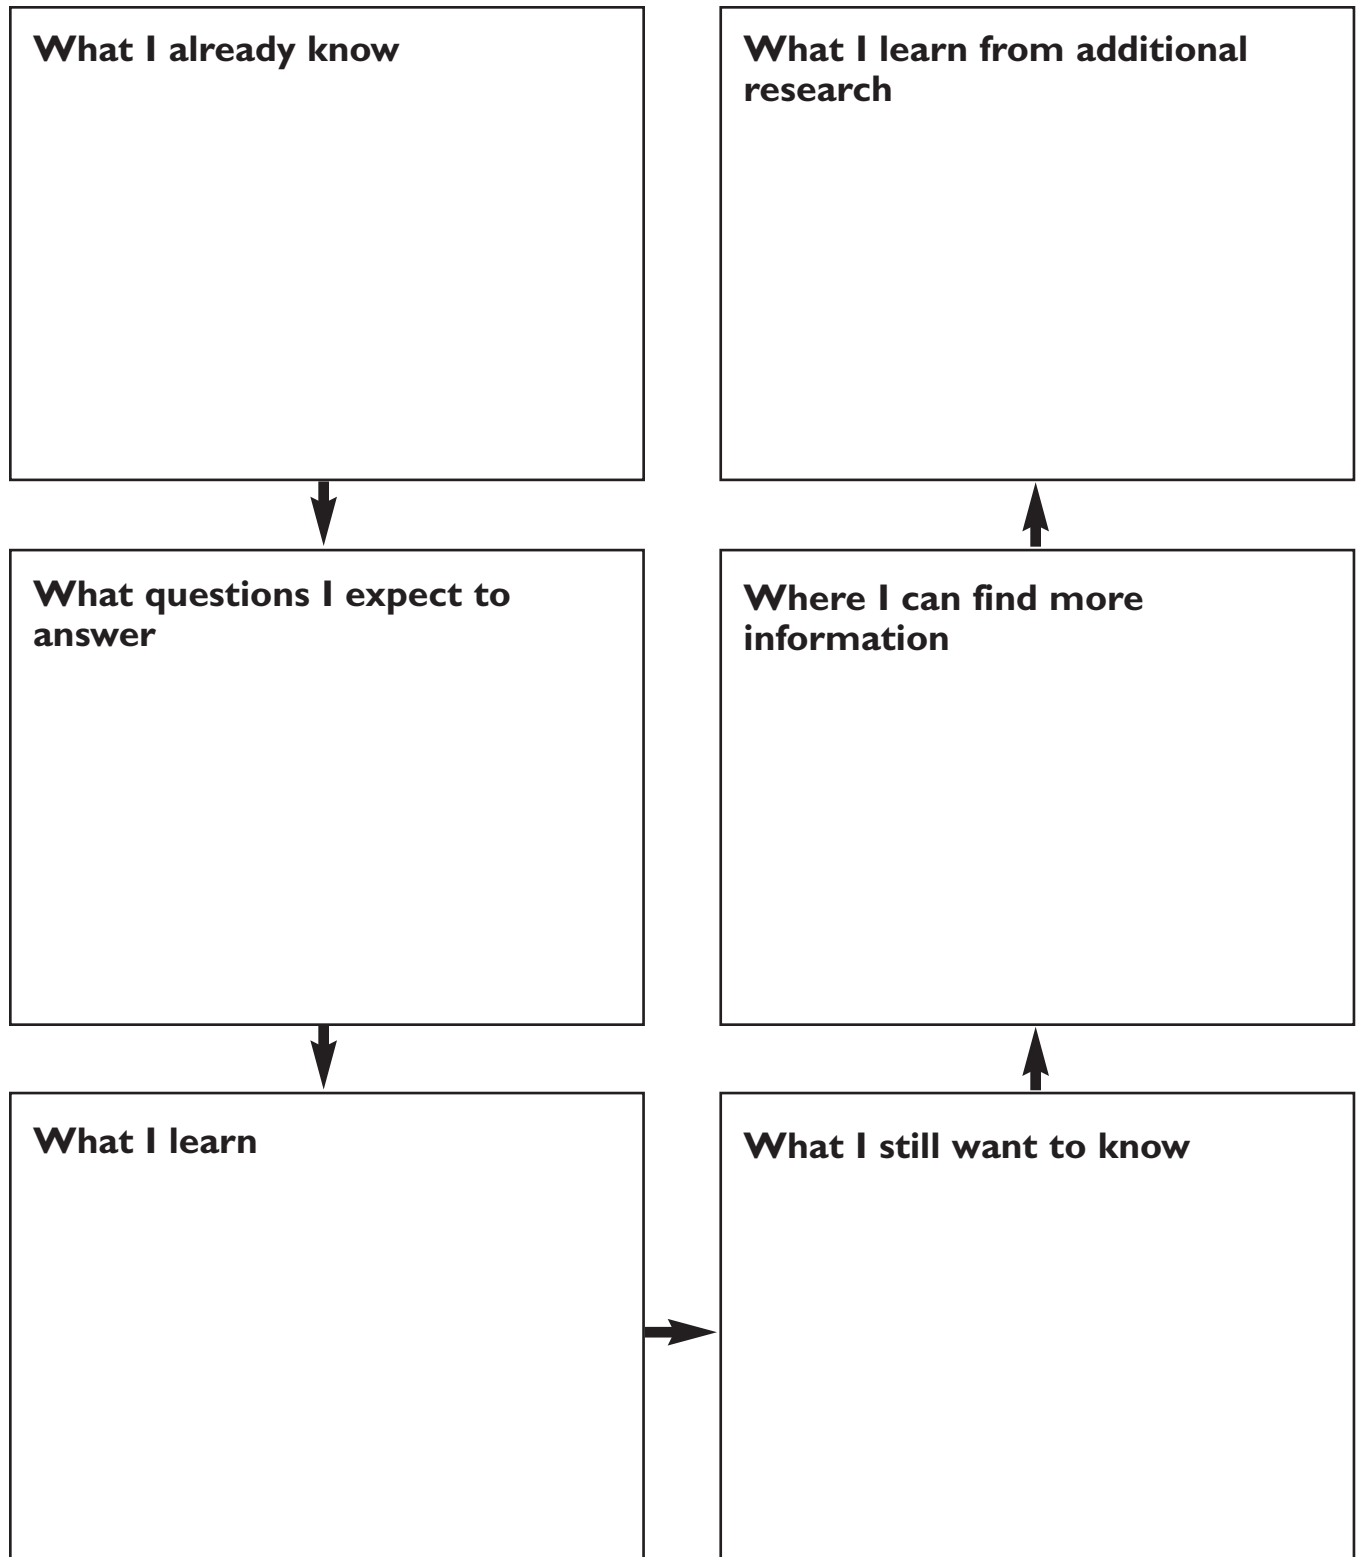 What I already know
What questions I expect to
answer
What I learn
What I still want to know
Where I can find more
information
What I learn from additional
research